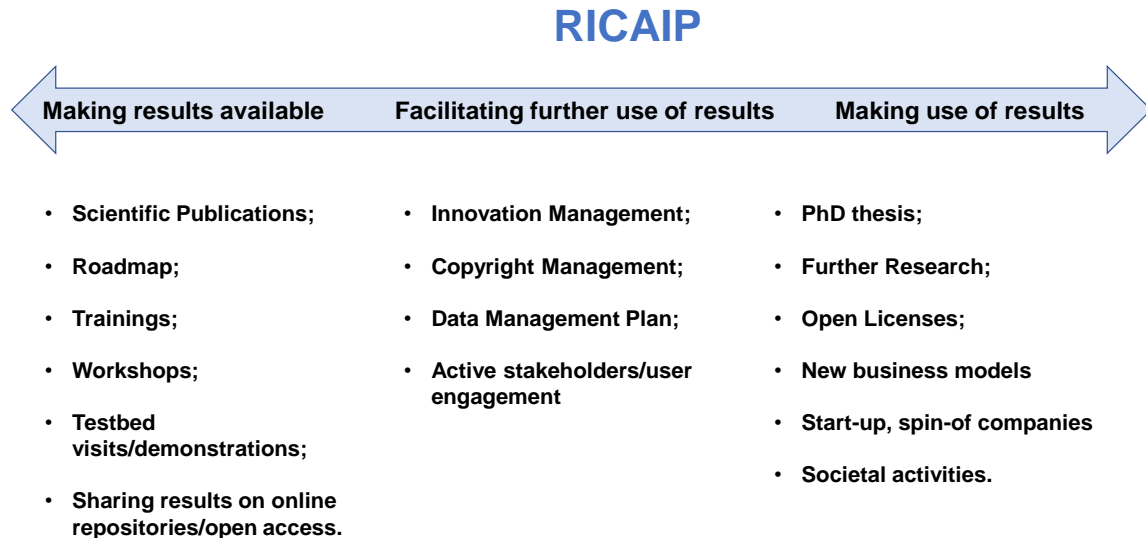 RICAIP
Making results available
Facilitating further use of results
Making use of results
• Scientific Publications;
• Roadmap;
• Trainings;
• Workshops;
• Testbed
visits/demonstrations;
• Sharing results on online
repositories/open access.
• Innovation Management;
• Copyright Management;
• Data Management Plan;
• Active stakeholders/user
engagement
• PhD thesis;
• Further Research;
• Open Licenses;
• New business models
• Start-up, spin-of companies
• Societal activities.